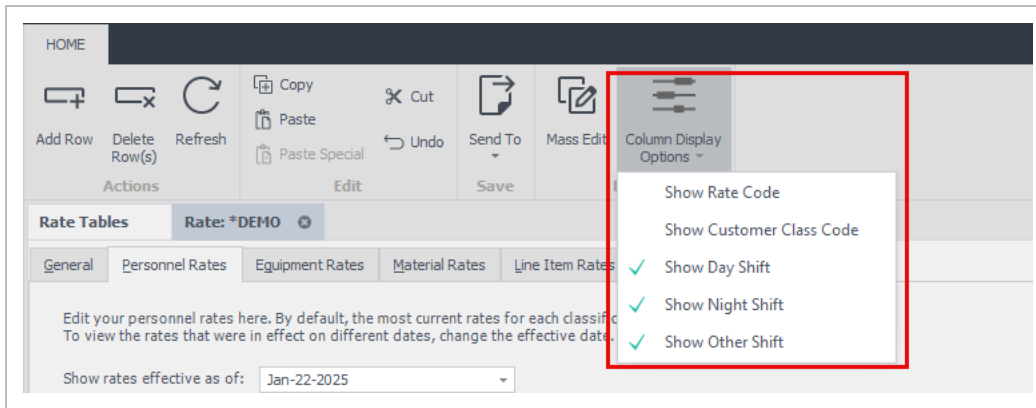 HOME
Add Row
Delete
Row(s)
Refresh
Copy
Paste
Paste Special
Cut
Undo
Send To
Mass Edit
Column Display
Options
Actions
Edit
Save
Show Rate Code
Show Customer Class Code
Show Day Shift
Show Night Shift
Show Other Shift
Rate Tables
Rate: *DEMO
General
Personnel Rates
Equipment Rates
Material Rates
Line Item Rates
Edit your personnel rates here. By default, the most current rates for each
To view the rates that were in effect on different dates, change the effective date.
Show rates effective as of:
Jan-22-2025